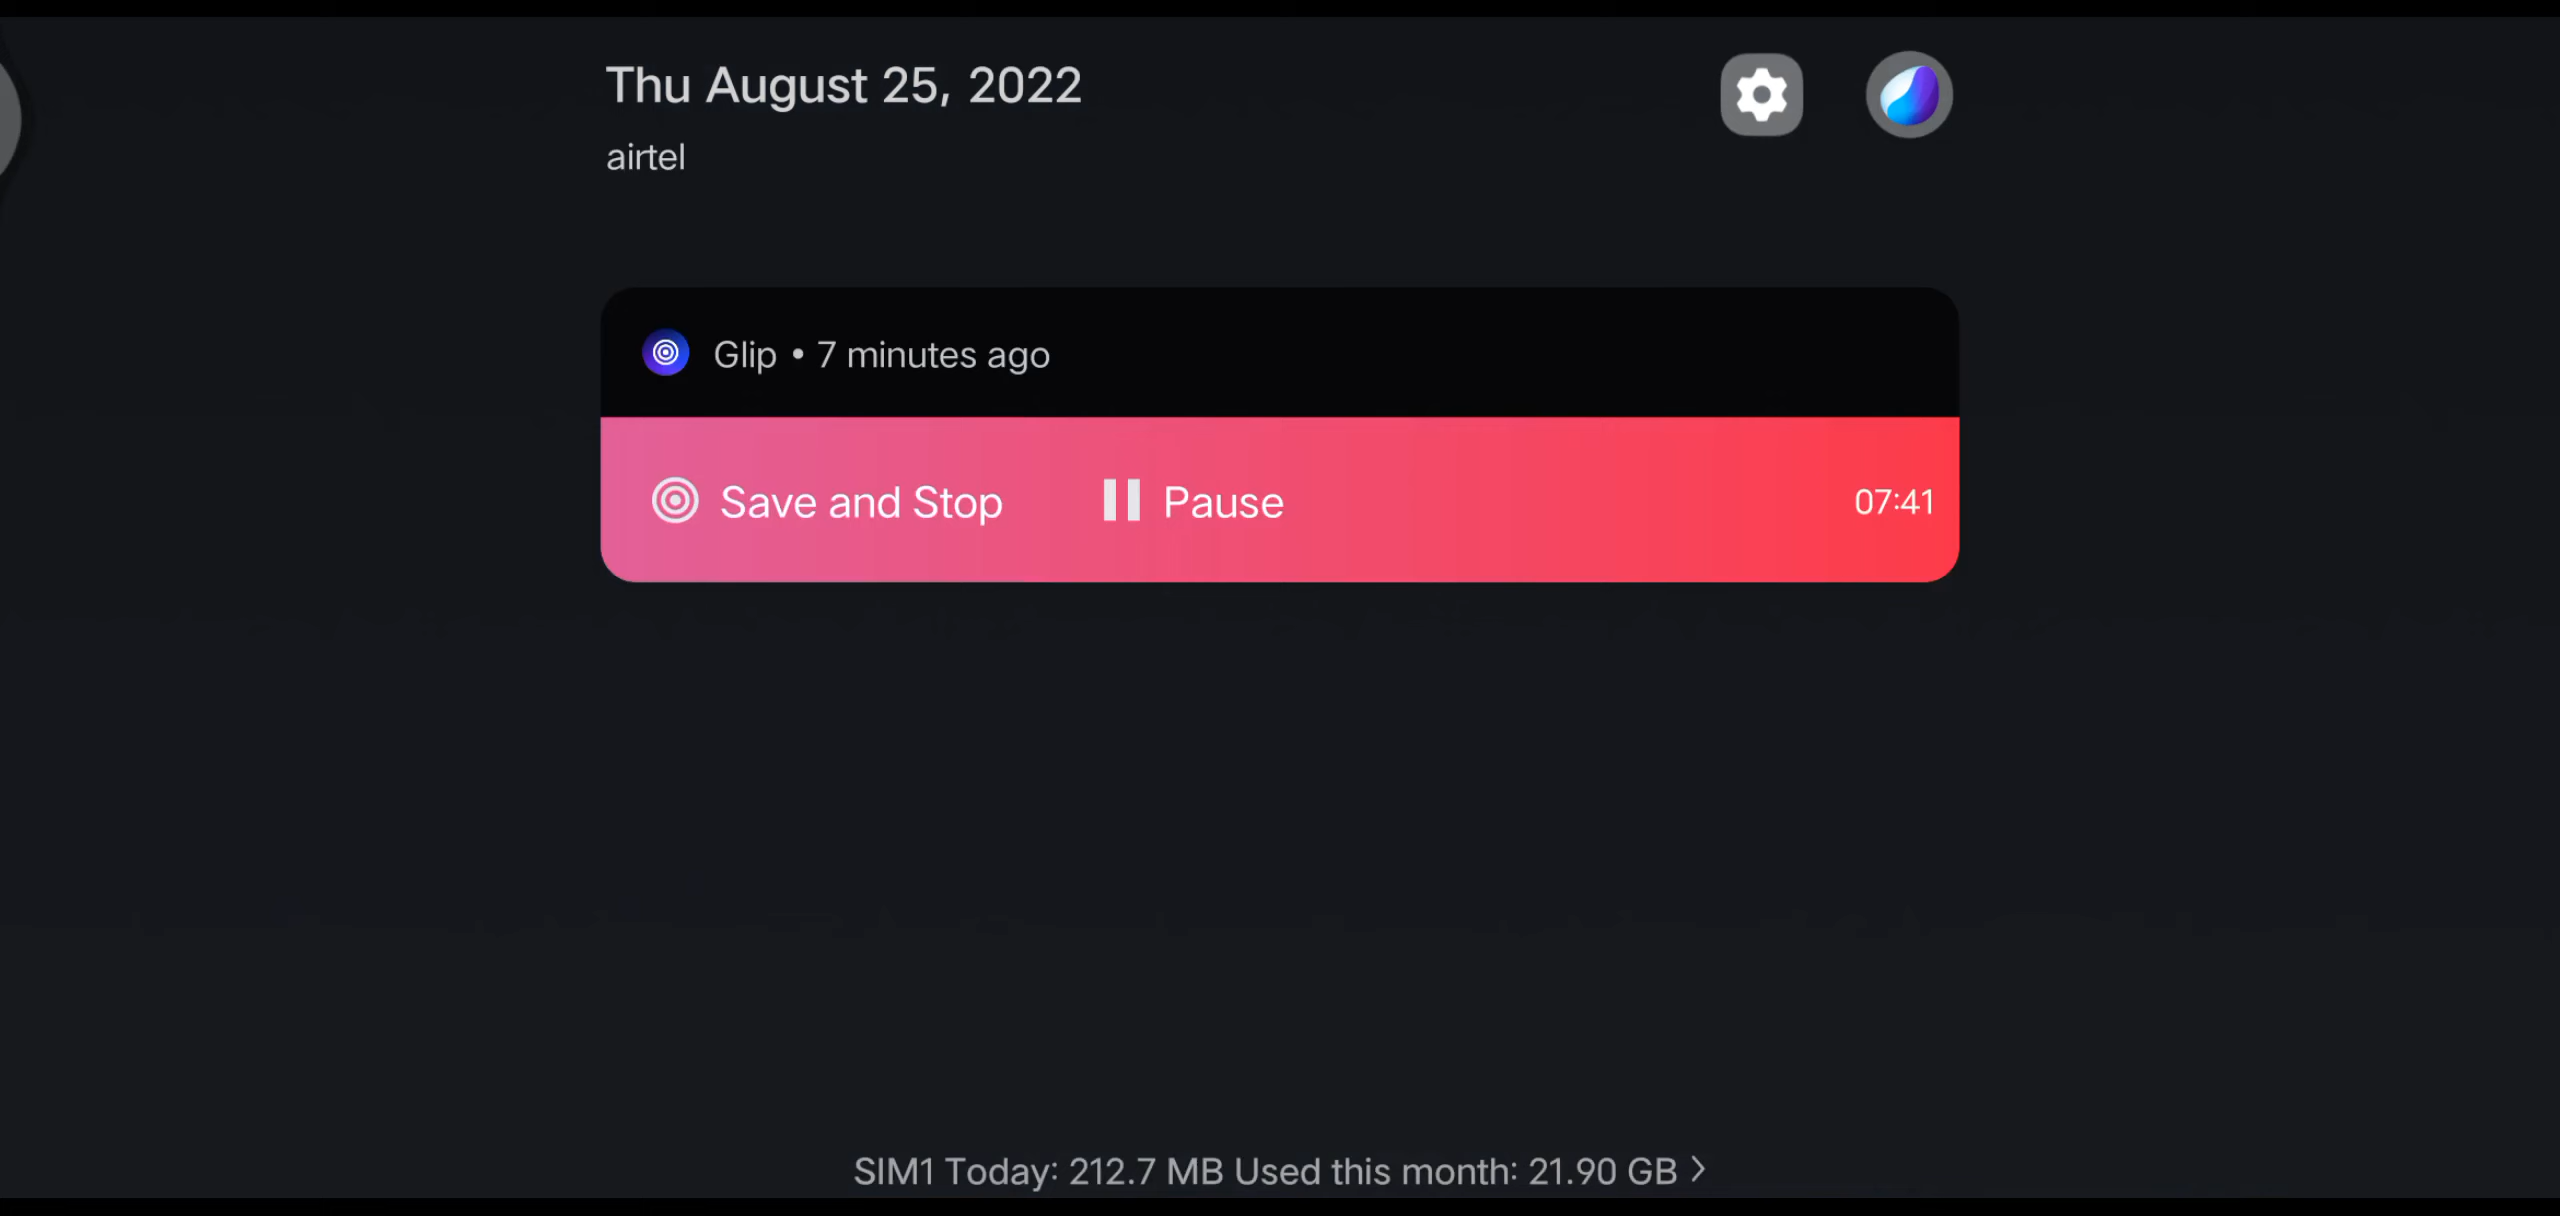 Thu August 25, 2022
airtel
Glip • 7 minutes ago
Save and Stop Pause 07:41
SIM1 Today: 212.7 MB Used this month: 21.90 GB >